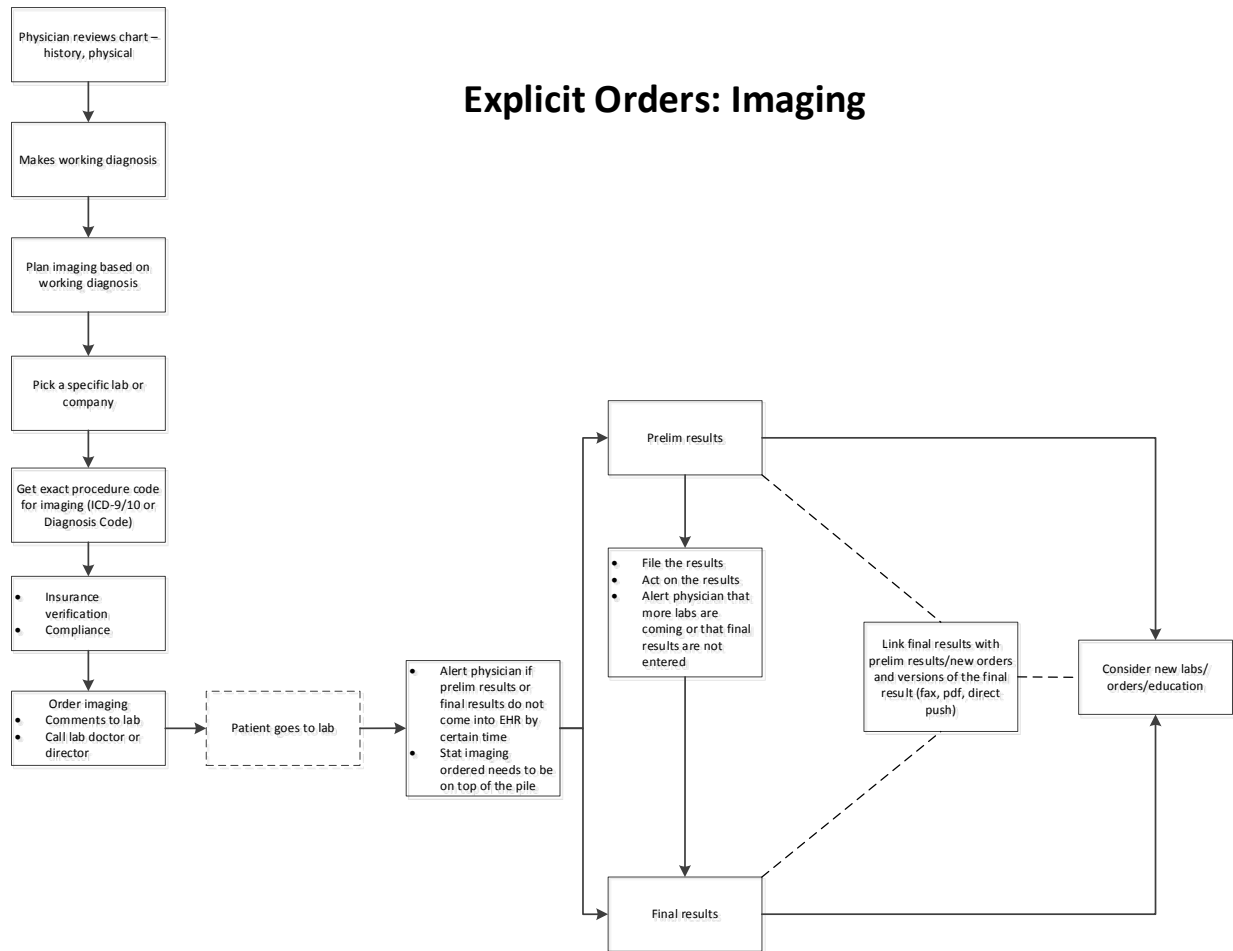 Explicit Orders: Imaging
Physician reviews chart –
history, physical
Makes working diagnosis
Plan imaging based on
working diagnosis
Pick a specific lab or
company
Get exact procedure code
for imaging (ICD-9/10 or
Diagnosis Code)
• Insurance
verification
• Compliance
Order imaging
• Comments to lab
• Call lab doctor or
director
Patient goes to lab
• Alert physician if
prelim results or
final results do not
come into EHR by
certain time
• Stat imaging
ordered needs to be
on top of the pile
Prelim results
• File the results
• Act on the results
• Alert physician that
more labs are
coming or that final
results are not
entered
Final results
Link final results with
prelim results/new orders
and versions of the final
result (fax, pdf, direct
push)
Consider new labs/
orders/education